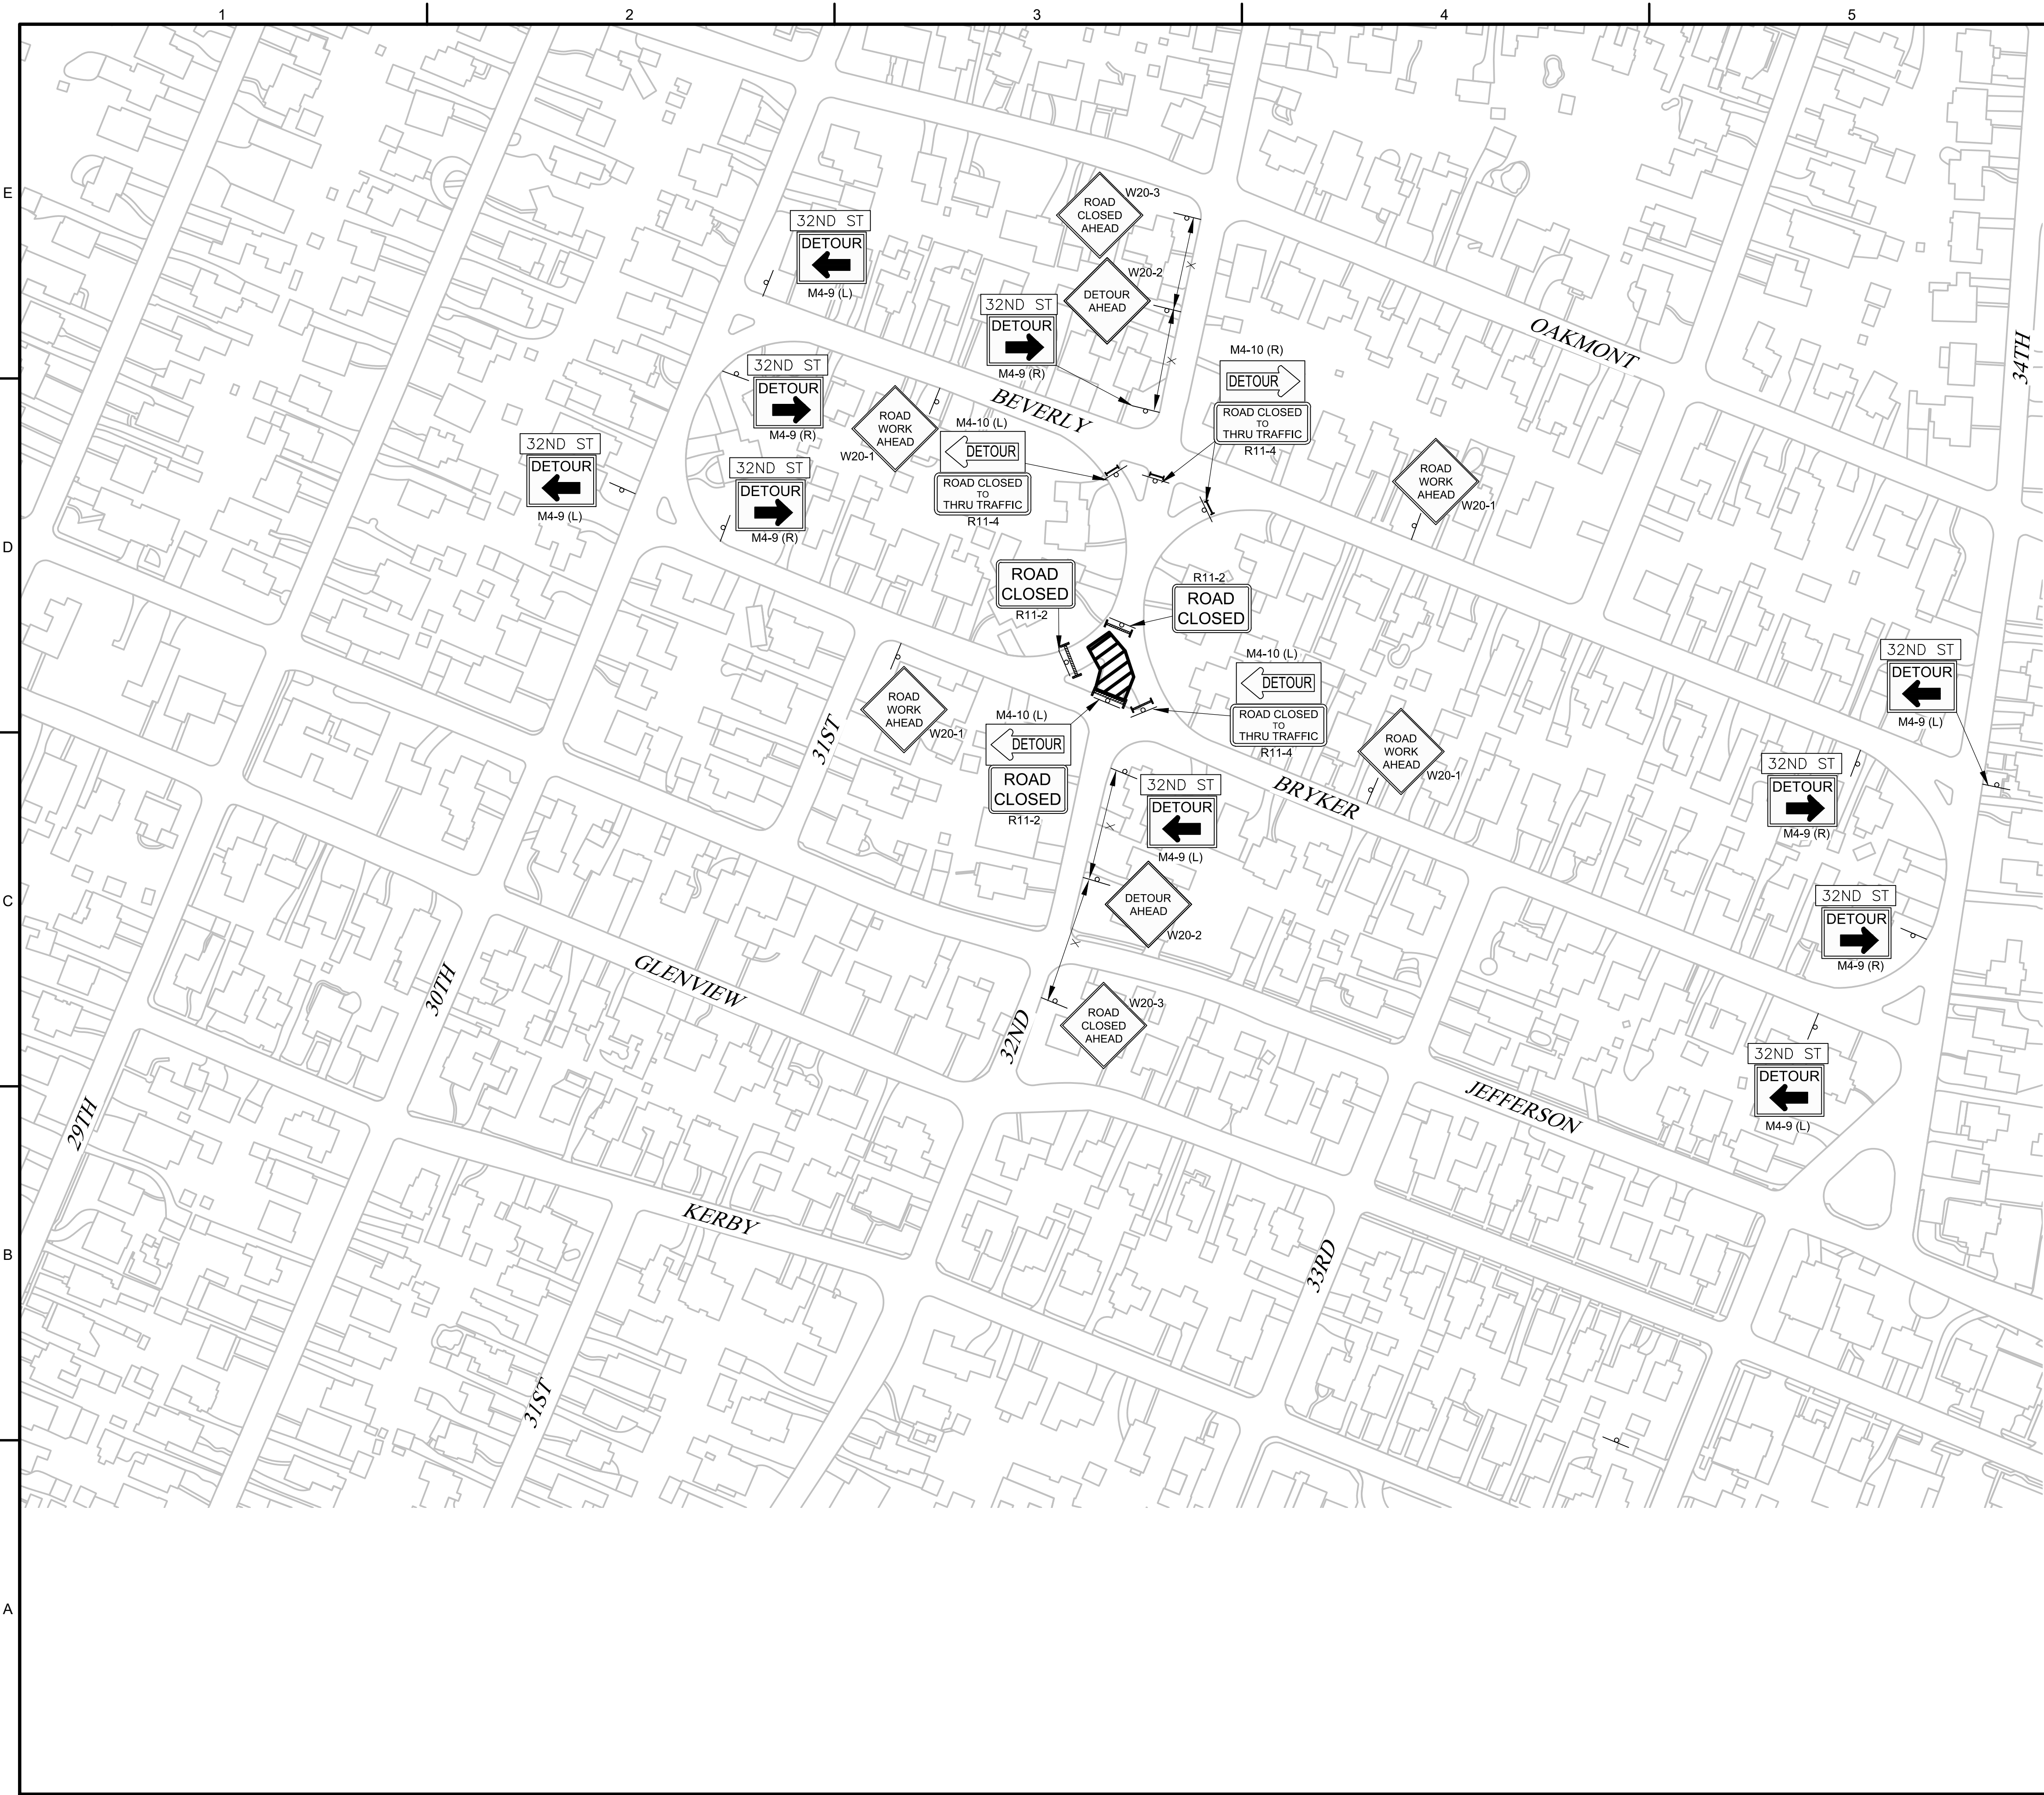 1
2
3
4
5
E
D
C
B
A
ROAD
CLOSED
AHEAD
W20-3
32ND ST
DETOUR
M4-9 (L)
DETOUR
AHEAD
W20-2
32ND ST
DETOUR
M4-9 (R)
OAKMONT
34TH
M4-10 (R)
DETOUR
ROAD CLOSED
TO
THRU TRAFFIC
R11-4
32ND ST
DETOUR
M4-9 (R)
ROAD
WORK
AHEAD
W20-1
BEVERLY
M4-10 (L)
DETOUR
ROAD CLOSED
TO
THRU TRAFFIC
R11-4
32ND ST
DETOUR
M4-9 (L)
32ND ST
DETOUR
M4-9 (R)
ROAD
WORK
AHEAD
W20-1
ROAD
CLOSED
R11-2
R11-2
ROAD
CLOSED
ROAD
WORK
AHEAD
W20-1
31ST
M4-10 (L)
DETOUR
ROAD
CLOSED
R11-2
M4-10 (L)
DETOUR
ROAD CLOSED
TO
THRU TRAFFIC
R11-4
32ND ST
DETOUR
M4-9 (L)
ROAD
WORK
AHEAD
W20-1
BRYKER
32ND ST
DETOUR
M4-9 (R)
X
X
32ND ST
DETOUR
M4-9 (L)
X
DETOUR
AHEAD
W20-2
X
32ND ST
DETOUR
M4-9 (R)
GLENVIEW
30TH
32ND
ROAD
CLOSED
AHEAD
W20-3
32ND ST
DETOUR
M4-9 (L)
29TH
JEFFERSON
KERBY
33RD
31ST